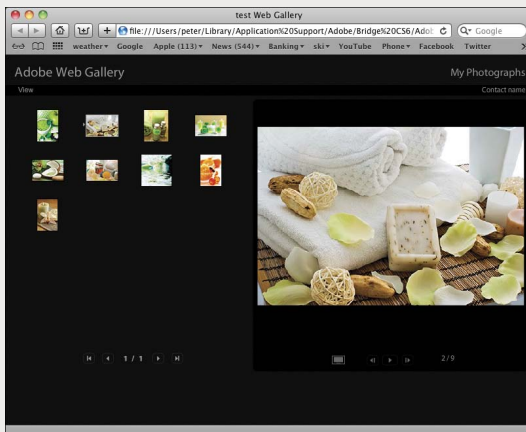 test Web Gallery
file:///Users/peter/Library/Application%20Support/Adobe/Bridge%20CS6/Adob Google
weather Google Apple (113) News (544) Banking ski YouTube Phone Facebook Twitter
Adobe Web Gallery My Photographs
View Contact name
1 / 1 2/9